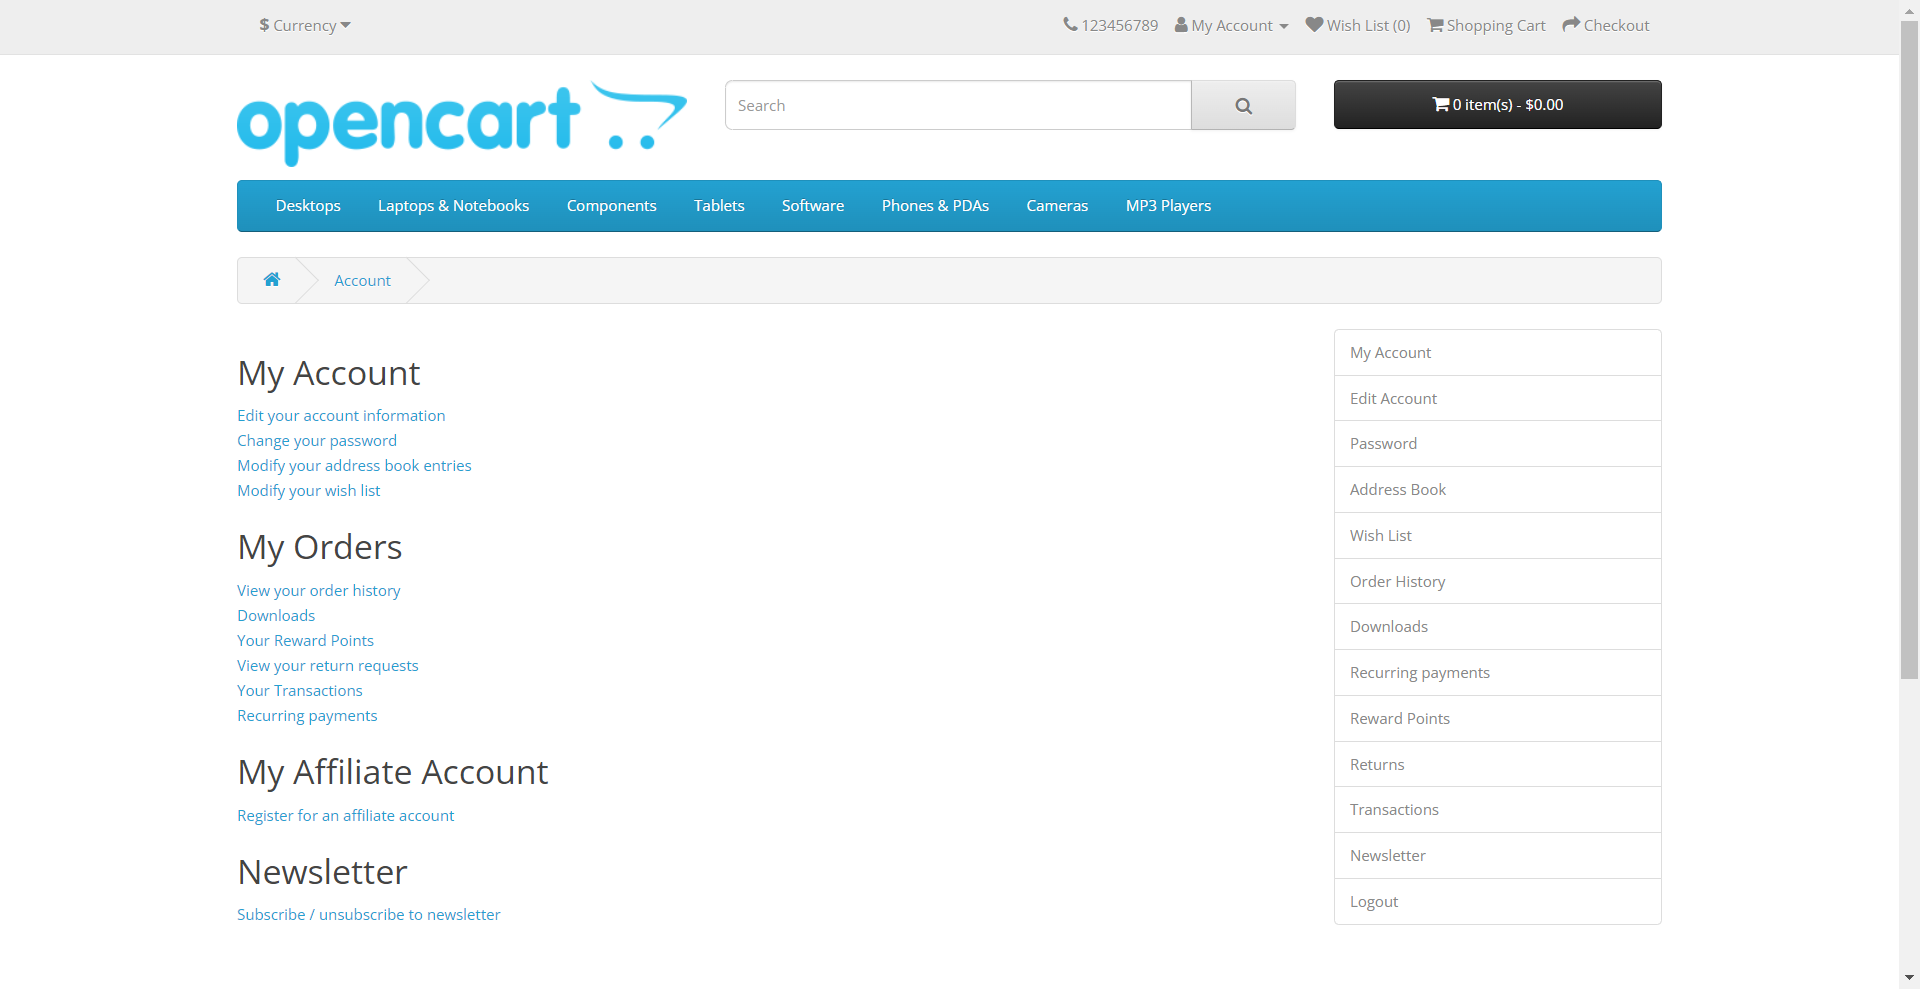 $ Currency
123456789 My Account Wish List (0) Shopping Cart Checkout
opencart
Search
0 item(s) - $0.00
Desktops Laptops & Notebooks Components Tablets Software Phones & PDAs Cameras MP3 Players
Account
My Account
Edit your account information
Change your password
Modify your address book entries
Modify your wish list
My Orders
View your order history
Downloads
Your Reward Points
View your return requests
Your Transactions
Recurring payments
My Affiliate Account
Register for an affiliate account
Newsletter
Subscribe / unsubscribe to newsletter
My Account
Edit Account
Password
Address Book
Wish List
Order History
Downloads
Recurring payments
Reward Points
Returns
Transactions
Newsletter
Logout